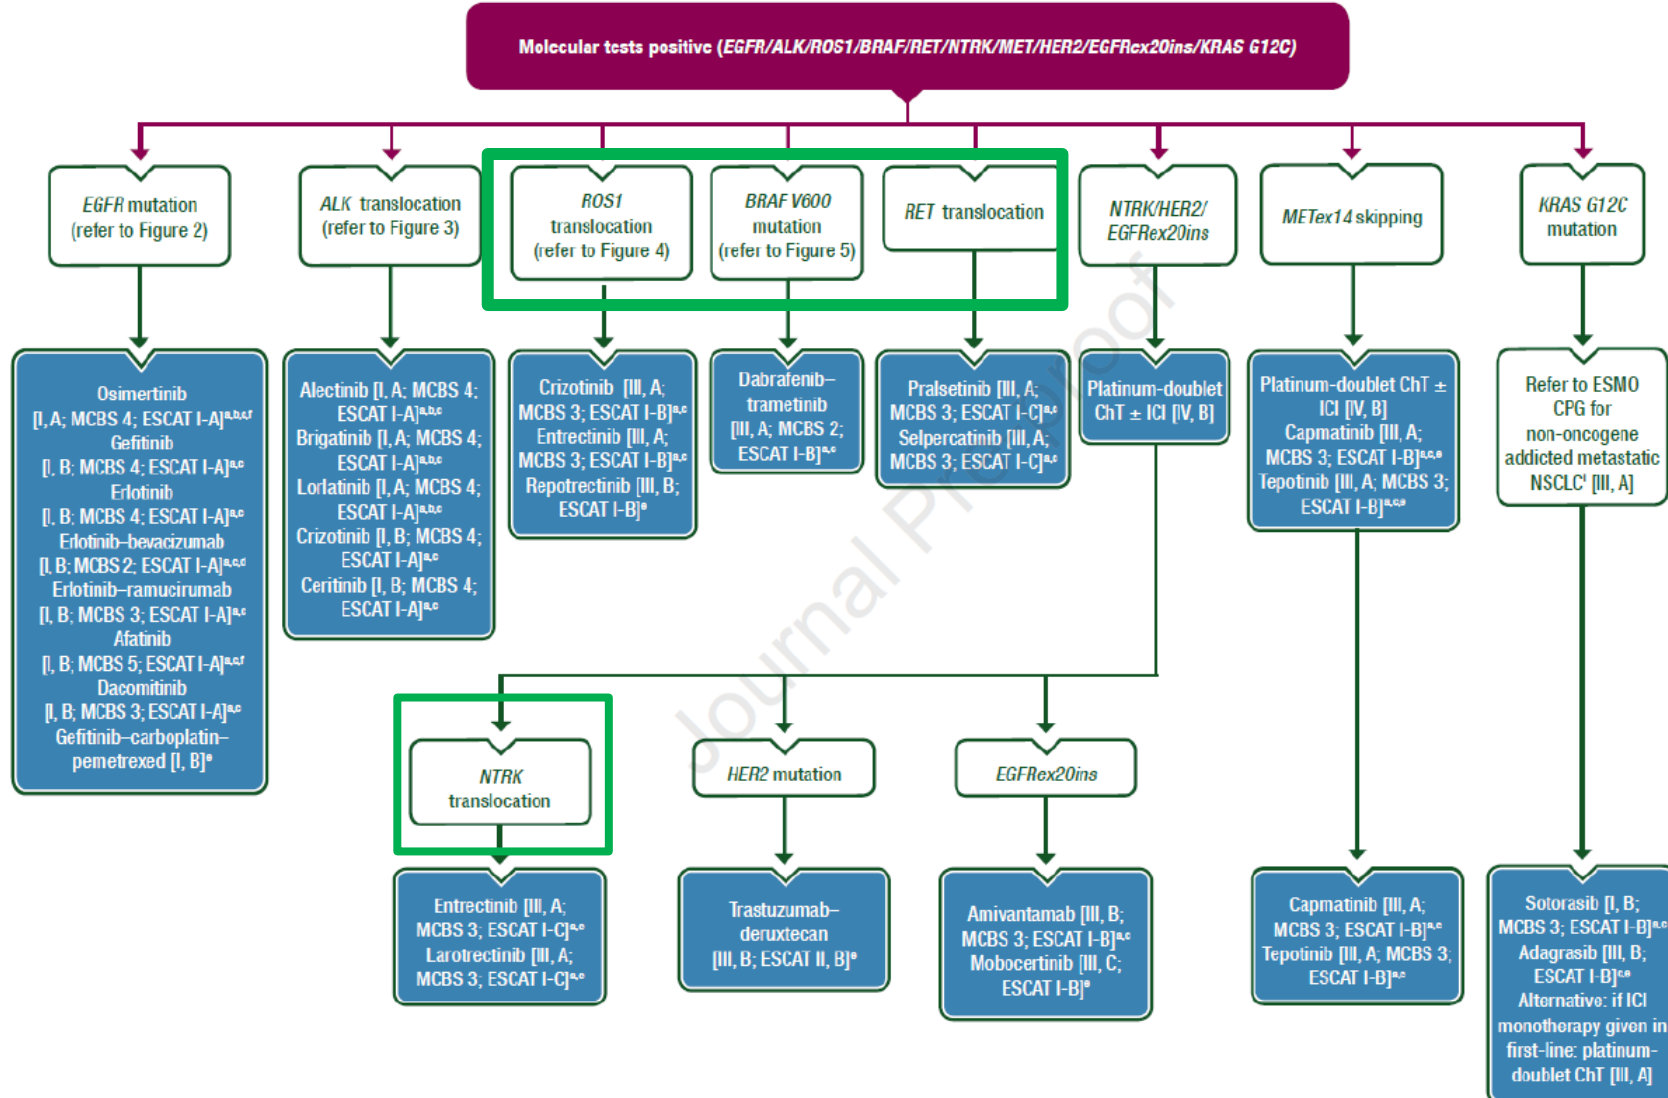 Molecular tests positive (EGFR/ALK/ROS1/BRAF/RET/NTRK/MET/HER2/EGFRex20ins/KRAS G12C)
EGFR mutation
(refer to Figure 2)
ALK translocation
(refer to Figure 3)
ROS1
translocation
(refer to Figure 4)
BRAF V600
mutation
(refer to Figure 5)
RET translocation
NTRK/HER2/
EGFRex20ins
METex14 skipping
KRAS G12C
mutation
Osimertinib
[I, A; MCBS 4; ESCAT I-A]a,b,c,f
Gefitinib
[I, B; MCBS 4; ESCAT I-A]a,c
Erlotinib
[I, B; MCBS 4; ESCAT I-A]a,c
Erlotinib–bevacizumab
[I, B; MCBS 2; ESCAT I-A]a,c,d
Erlotinib–ramucirumab
[I, B; MCBS 3; ESCAT I-A]a,c
Afatinib
[I, B; MCBS 5; ESCAT I-A]a,c,f
Dacomitinib
[I, B; MCBS 3; ESCAT I-A]a,c
Gefitinib–carboplatin–
pemetrexed [I, B]e
Alectinib [I, A; MCBS 4;
ESCAT I-A]a,b,c
Brigatinib [I, A; MCBS 4;
ESCAT I-A]a,b,c
Lorlatinib [I, A; MCBS 4;
ESCAT I-A]a,b,c
Crizotinib [I, B; MCBS 4;
ESCAT I-A]a,c
Ceritinib [I, B; MCBS 4;
ESCAT I-A]a,c
Crizotinib [III, A;
MCBS 3; ESCAT I-B]a,c
Entrectinib [III, A;
MCBS 3; ESCAT I-B]a,c
Repotrectinib [III, B;
ESCAT I-B]e
Dabrafenib–
trametinib
[III, A; MCBS 2;
ESCAT I-B]a,c
Pralsetinib [III, A;
MCBS 3; ESCAT I-C]a,c
Selpercatinib [III, A;
MCBS 3; ESCAT I-C]a,c
Platinum-doublet
ChT ± ICI [IV, B]
Platinum-doublet ChT ±
ICI [IV, B]
Capmatinib [III, A;
MCBS 3; ESCAT I-B]a,c,e
Tepotinib [III, A; MCBS 3;
ESCAT I-B]a,c,e
Refer to ESMO
CPG for
non-oncogene
addicted metastatic
NSCLC [III, A]
Journal Pre-proof
NTRK
translocation
HER2 mutation
EGFRex20ins
Entrectinib [III, A;
MCBS 3; ESCAT I-C]a,c
Larotrectinib [III, A;
MCBS 3; ESCAT I-C]a,c
Trastuzumab–
deruxtecan
[III, B; ESCAT II, B]e
Amivantamab [III, B;
MCBS 3; ESCAT I-B]a,c
Mobocertinib [III, C;
ESCAT I-B]e
Capmatinib [III, A;
MCBS 3; ESCAT I-B]a,c
Tepotinib [III, A; MCBS 3;
ESCAT I-B]a,c
Sotorasib [I, B;
MCBS 3; ESCAT I-B]a,c
Adagrasib [III, B;
ESCAT I-B]c,e
Alternative: if ICI
monotherapy given in
first-line: platinum-
doublet ChT [III, A]